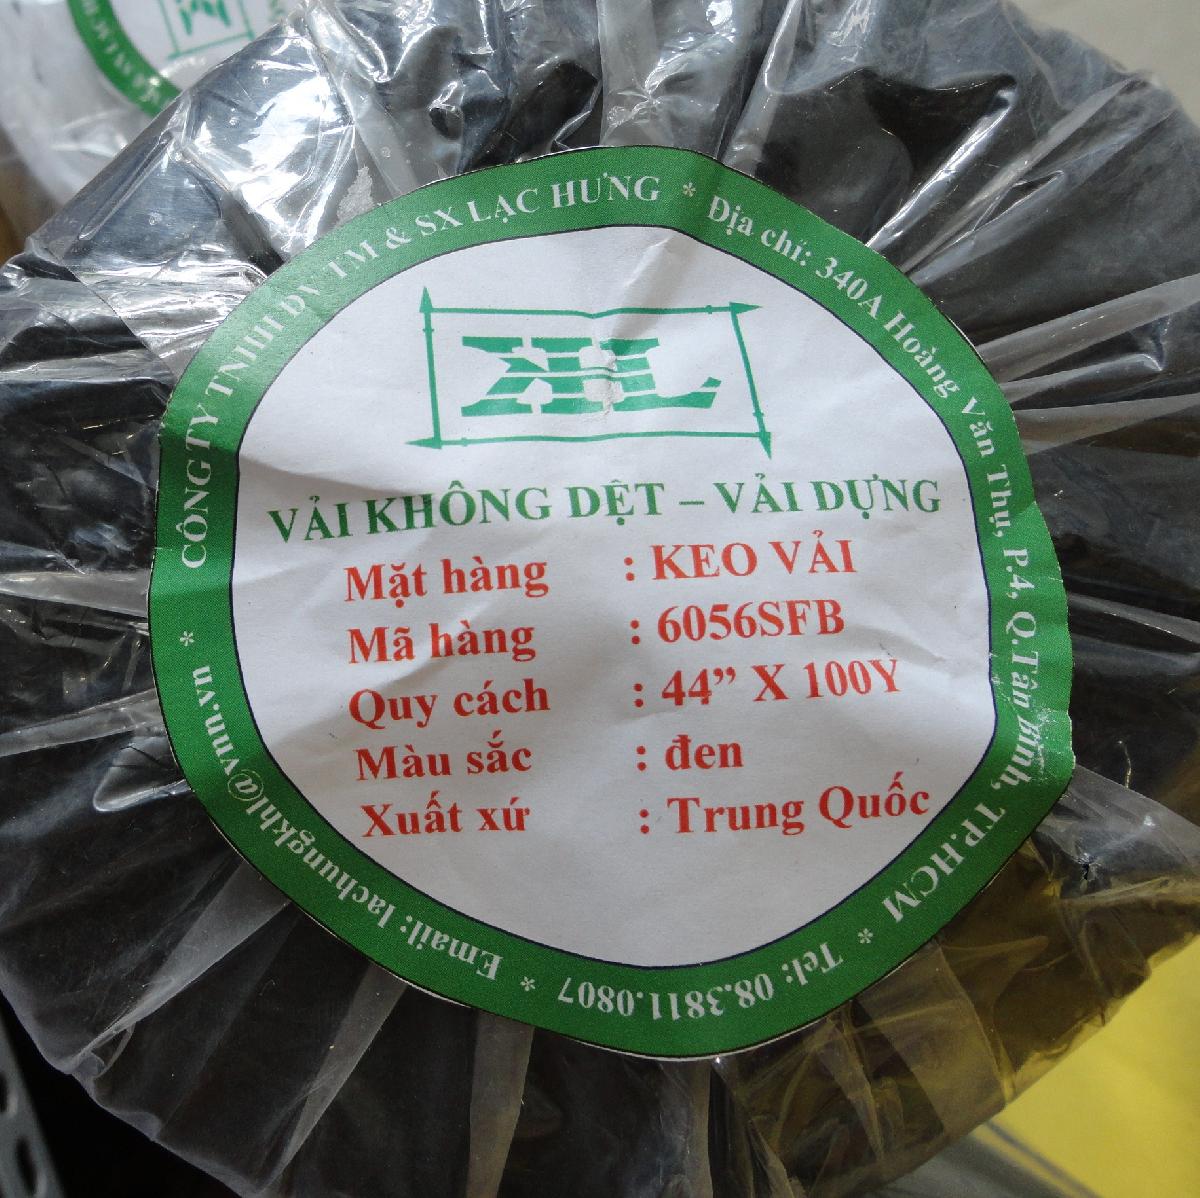 CÔNG TY TNHH DV TM & SX LẠC HƯNG * Địa chỉ: 340A Hoàng Văn Thụ, P.4, Q.Tân Bình, TP.HCM * Tel: 08.3811.0807 * Email: lachungkhl@vnn.vn *
KHL
VẢI KHÔNG DỆT – VẢI DỰNG
Mặt hàng : KEO VẢI
Mã hàng : 6056SFB
Quy cách : 44” X 100Y
Màu sắc : đen
Xuất xứ : Trung Quốc